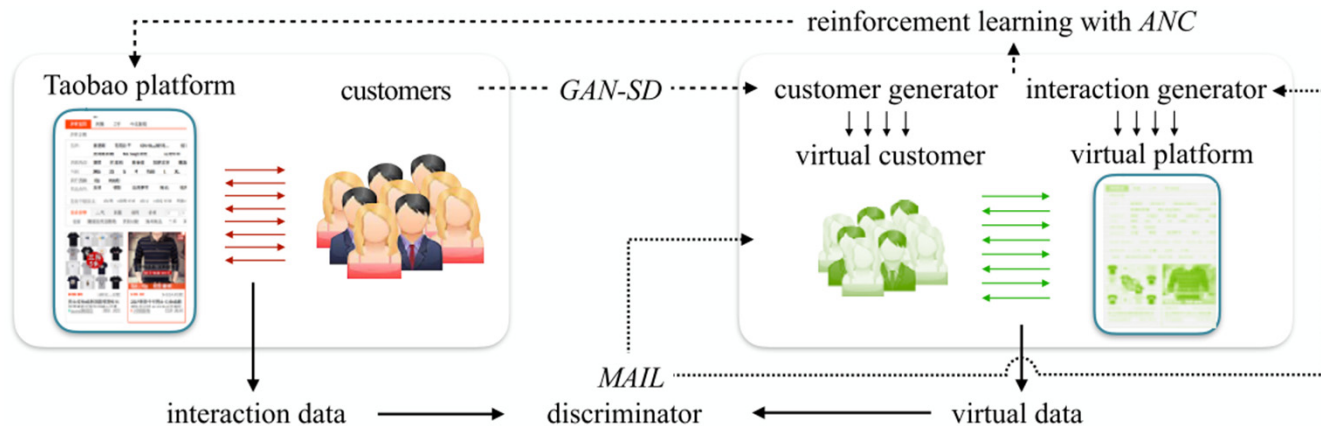 reinforcement learning with ANC
Taobao platform
customers
GAN-SD
customer generator
interaction generator
virtual customer
virtual platform
MAIL
interaction data
discriminator
virtual data